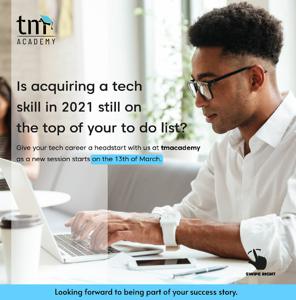 tmi
ACADEMY
Is acquiring a tech
skill in 2021 still on
the top of your to do list?
Give your tech career a headstart with us at tmacademy
as a new session starts on the 13th of March.
SWIPE RIGHT
Looking forward to being part of your success story.